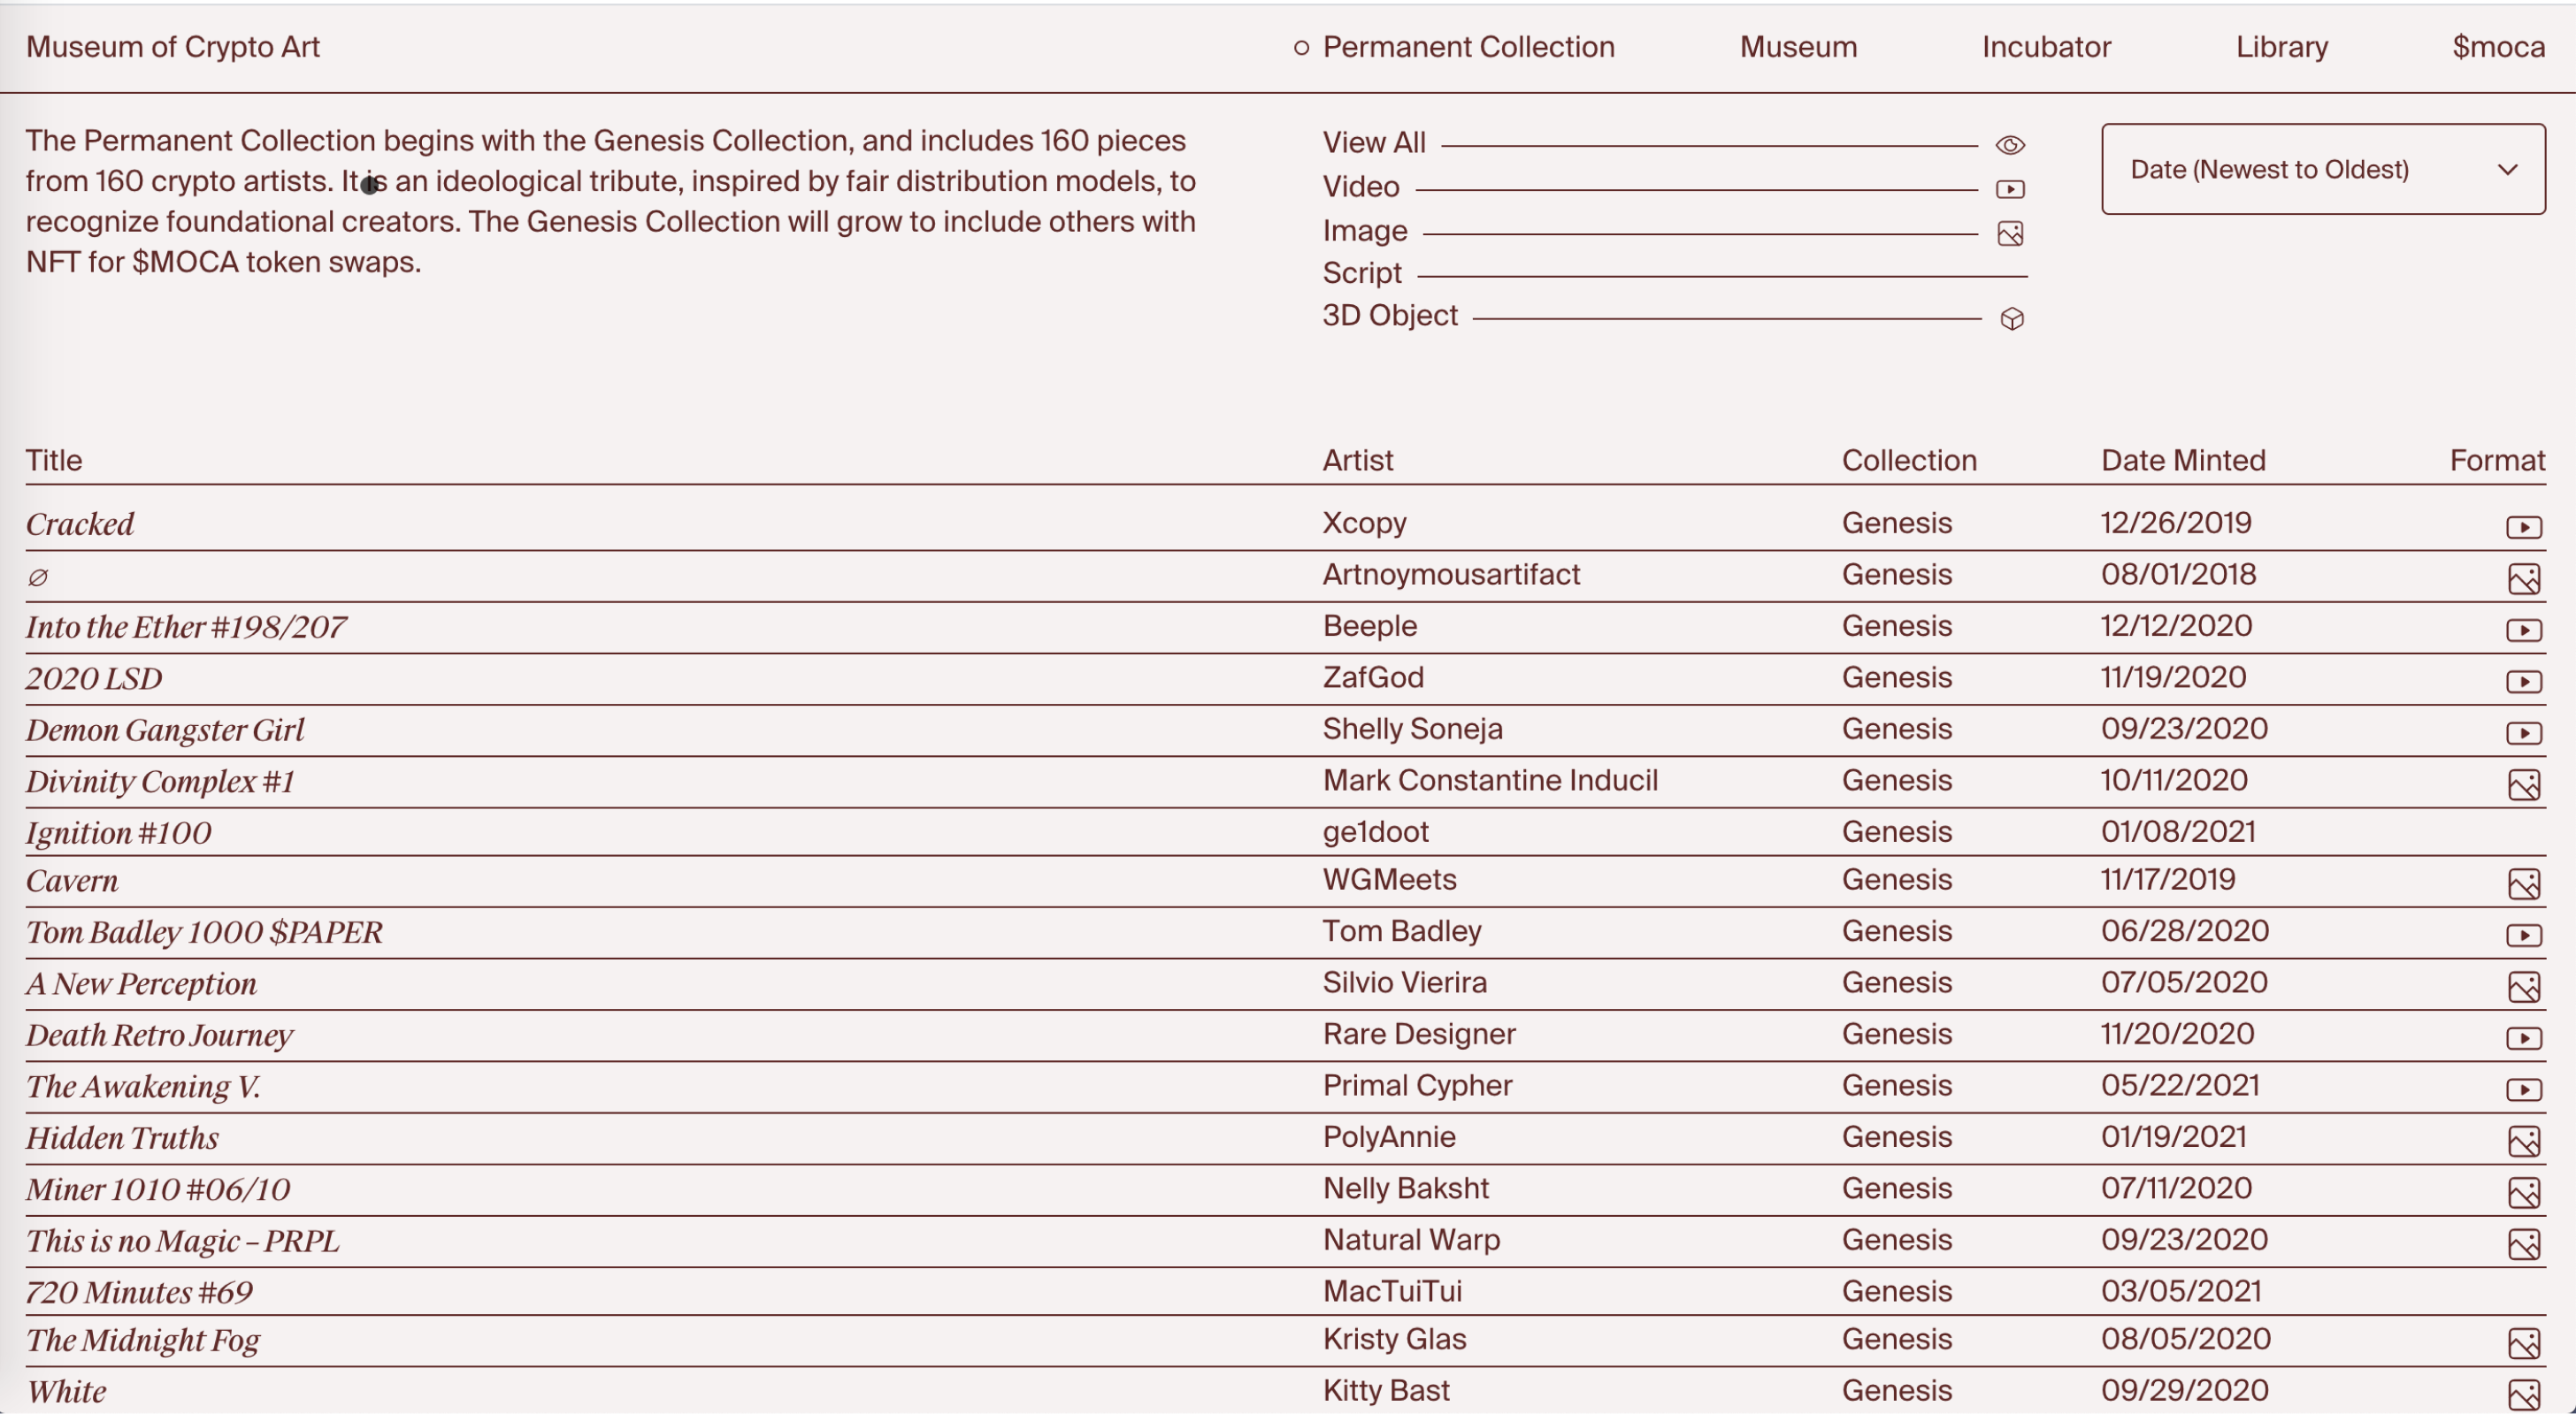 Museum of Crypto Art
Permanent Collection
Museum
Incubator
Library
$moca
The Permanent Collection begins with the Genesis Collection, and includes 160 pieces
from 160 crypto artists. It is an ideological tribute, inspired by fair distribution models, to
recognize foundational creators. The Genesis Collection will grow to include others with
NFT for $MOCA token swaps.
View All
Video
Image
Script
3D Object
Date (Newest to Oldest)
Title Artist Collection Date Minted Format
Cracked Xcopy Genesis 12/26/2019
∅ Artnoymousartifact Genesis 08/01/2018
Into the Ether #198/207 Beeple Genesis 12/12/2020
2020 LSD ZafGod Genesis 11/19/2020
Demon Gangster Girl Shelly Soneja Genesis 09/23/2020
Divinity Complex #1 Mark Constantine Inducil Genesis 10/11/2020
Ignition #100 ge1doot Genesis 01/08/2021
Cavern WGMeets Genesis 11/17/2019
Tom Badley 1000 $PAPER Tom Badley Genesis 06/28/2020
A New Perception Silvio Vierira Genesis 07/05/2020
Death Retro Journey Rare Designer Genesis 11/20/2020
The Awakening V. Primal Cypher Genesis 05/22/2021
Hidden Truths PolyAnnie Genesis 01/19/2021
Miner 1010 #06/10 Nelly Baksht Genesis 07/11/2020
This is no Magic – PRPL Natural Warp Genesis 09/23/2020
720 Minutes #69 MacTuiTui Genesis 03/05/2021
The Midnight Fog Kristy Glas Genesis 08/05/2020
White Kitty Bast Genesis 09/29/2020